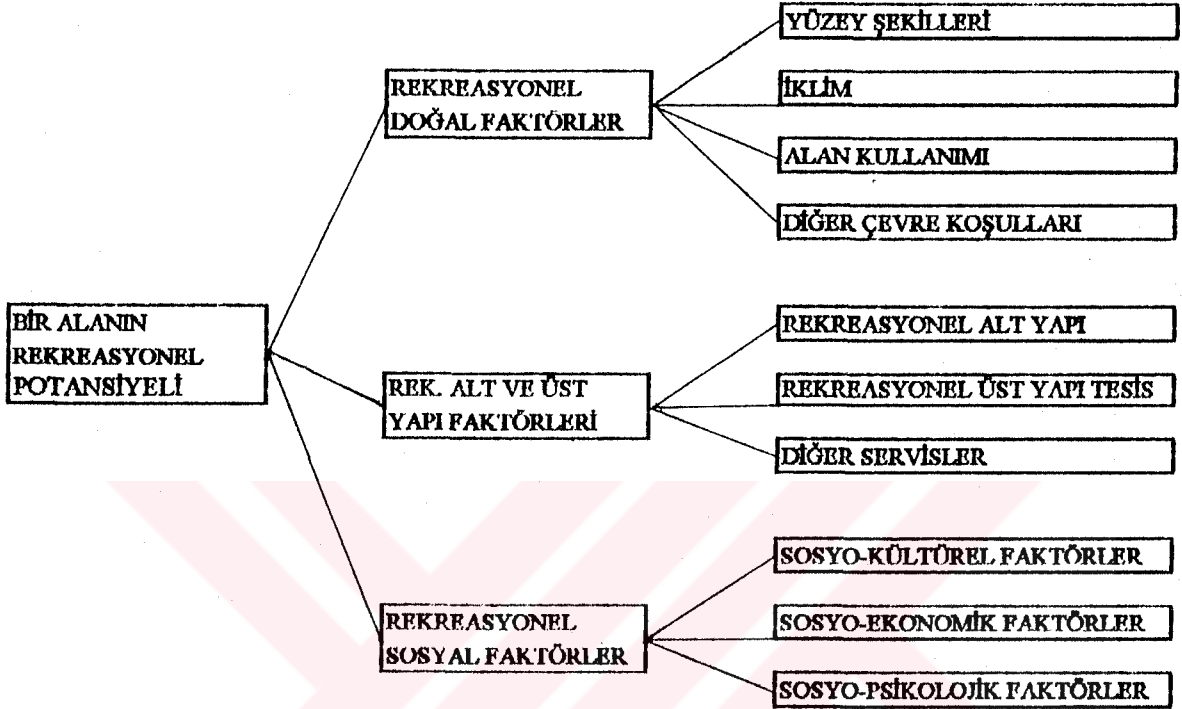 YÜZEY ŞEKİLLERİ
REKREASYONEL
DOĞAL FAKTÖRLER
İKLİM
ALAN KULLANIMI
DİĞER ÇEVRE KOŞULLARI
BİR ALANIN
REKREASYONEL
POTANSİYELİ
REK. ALT VE ÜST
YAPI FAKTÖRLERİ
REKREASYONEL ALT YAPI
REKREASYONEL ÜST YAPI TESİS
DİĞER SERVİSLER
REKREASYONEL
SOSYAL FAKTÖRLER
SOSYO-KÜLTÜREL FAKTÖRLER
SOSYO-EKONOMİK FAKTÖRLER
SOSYO-PSİKOLOJİK FAKTÖRLER